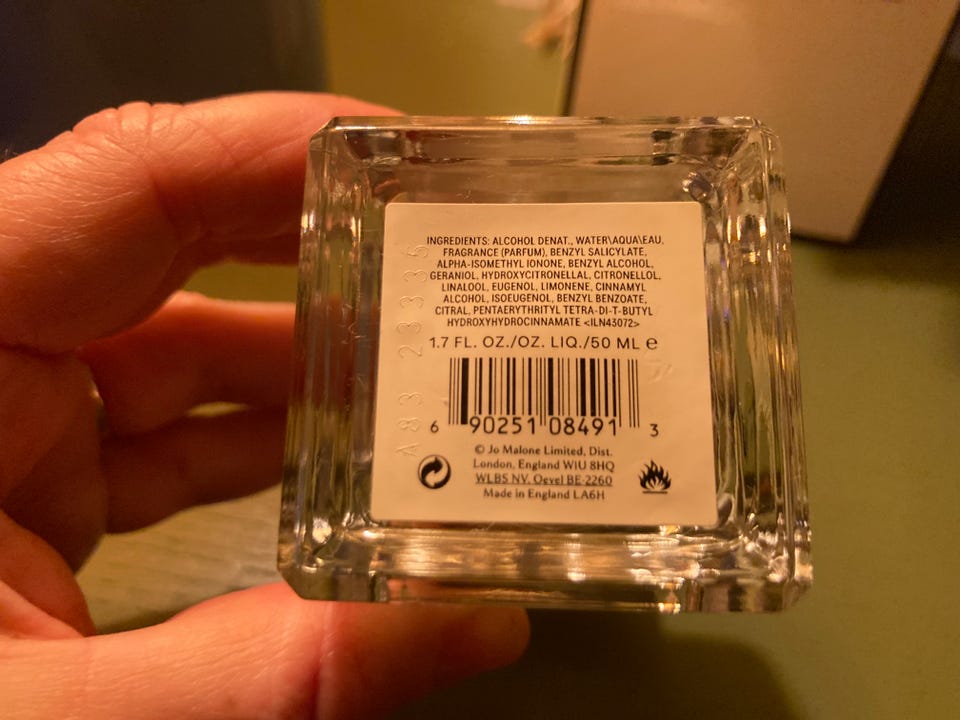 INGREDIENTS: ALCOHOL DENAT., WATER\AQUA\EAU,
FRAGRANCE (PARFUM), BENZYL SALICYLATE,
ALPHA-ISOMETHYL IONONE, BENZYL ALCOHOL,
GERANIOL, HYDROXYCITRONELLAL, CITRONELLOL,
LINALOOL, EUGENOL, LIMONENE, CINNAMYL
ALCOHOL, ISOEUGENOL, BENZYL BENZOATE,
CITRAL, PENTAERYTHRITYL TETRA-DI-T-BUTYL
HYDROXYHYDROCINNAMATE <ILN43072>
1.7 FL. OZ./OZ. LIQ./50 ML e
6 90251 08491 3
© Jo Malone Limited, Dist.
London, England W1U 8HQ
WLBS NV. Oevel BE-2260
Made in England LA6H
A83 23335